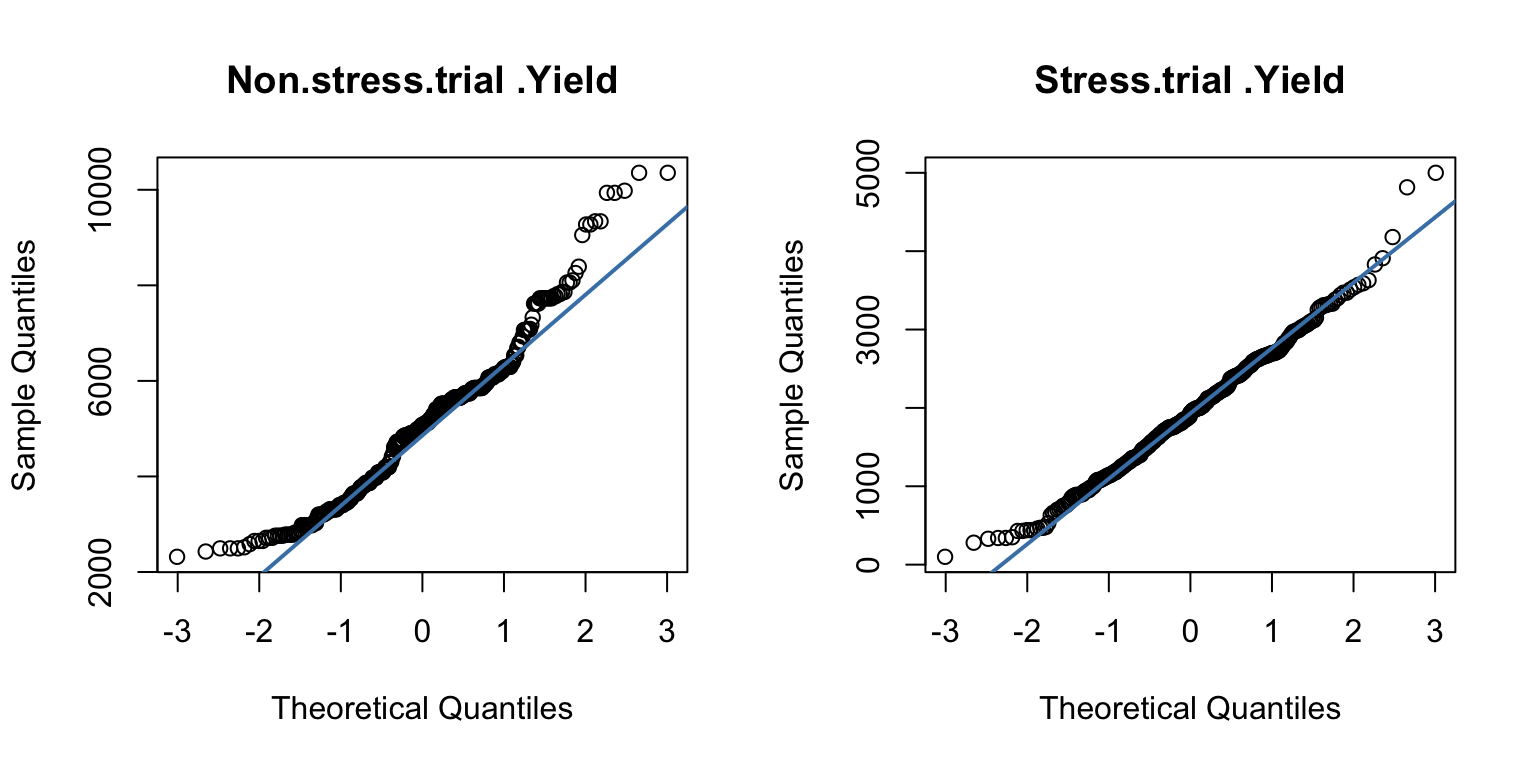 Non.stress.trial .Yield
Sample Quantiles
10000
6000
2000
-3 -2 -1 0 1 2 3
Theoretical Quantiles
Stress.trial .Yield
Sample Quantiles
5000
3000
1000
0
-3 -2 -1 0 1 2 3
Theoretical Quantiles